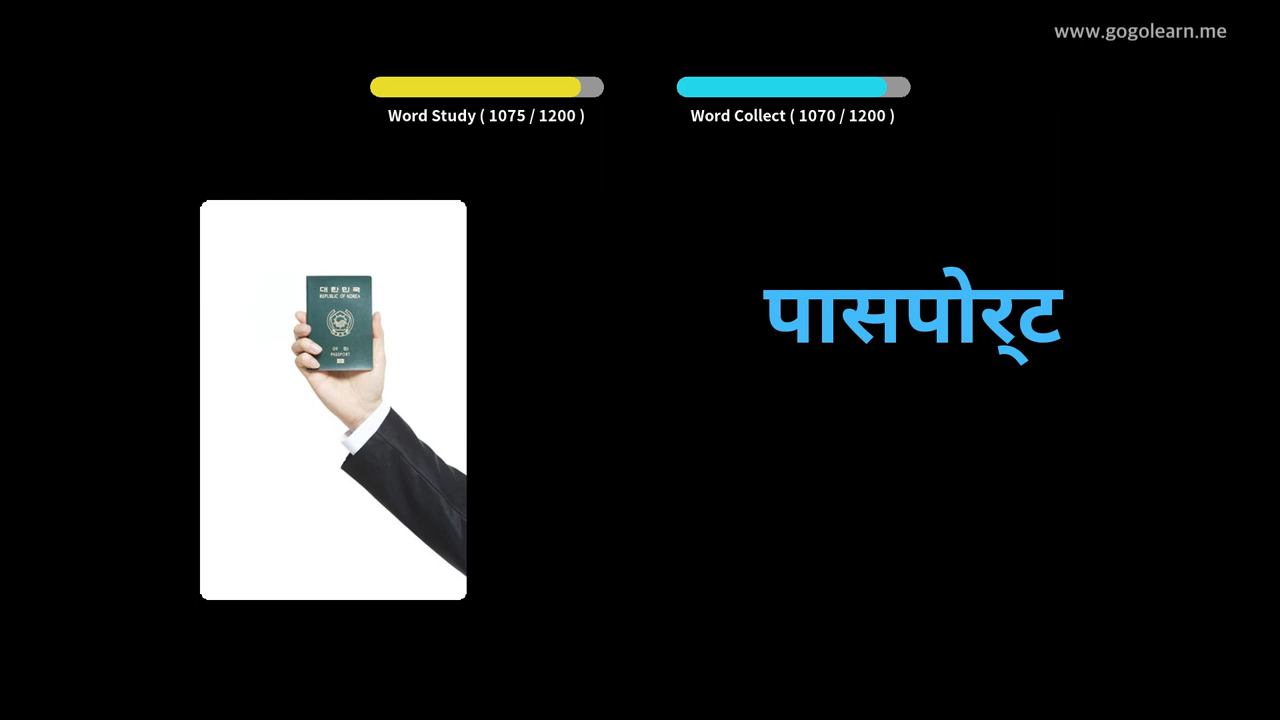 www.gogolearn.me
Word Study ( 1075 / 1200 )
Word Collect ( 1070 / 1200 )
대한민국
REPUBLIC OF KOREA
여 권
PASSPORT
पासपोर्‌ट